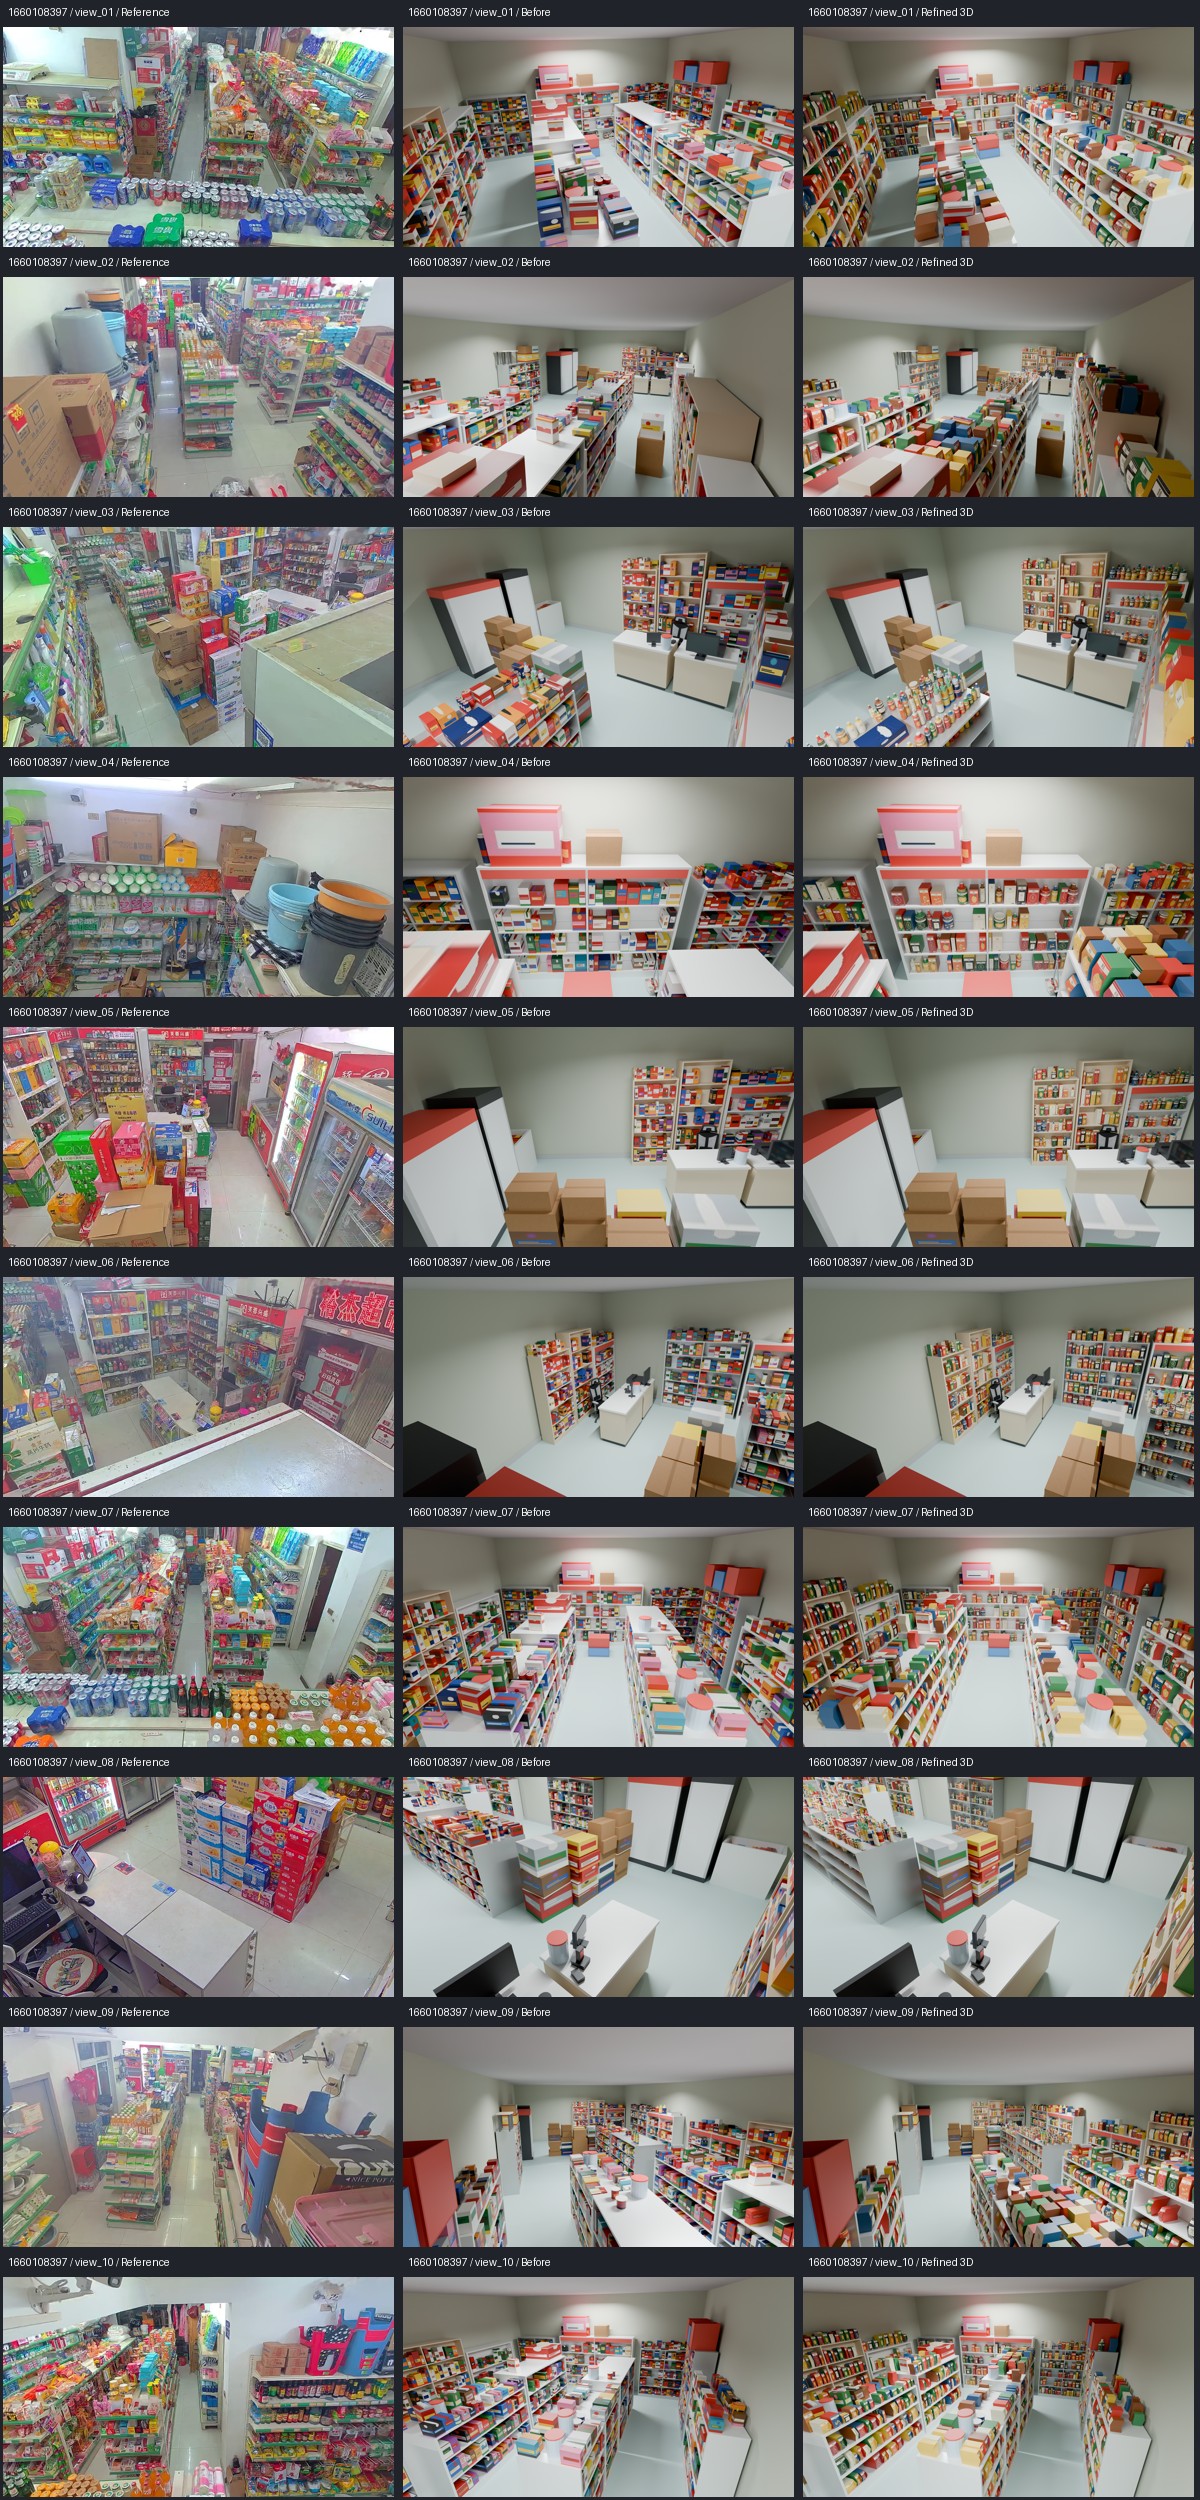 1660108397 / view_01 / Reference
1660108397 / view_01 / Before
1660108397 / view_01 / Refined 3D
1660108397 / view_02 / Reference
1660108397 / view_02 / Before
1660108397 / view_02 / Refined 3D
1660108397 / view_03 / Reference
1660108397 / view_03 / Before
1660108397 / view_03 / Refined 3D
1660108397 / view_04 / Reference
1660108397 / view_04 / Before
1660108397 / view_04 / Refined 3D
1660108397 / view_05 / Reference
1660108397 / view_05 / Before
1660108397 / view_05 / Refined 3D
1660108397 / view_06 / Reference
1660108397 / view_06 / Before
1660108397 / view_06 / Refined 3D
1660108397 / view_07 / Reference
1660108397 / view_07 / Before
1660108397 / view_07 / Refined 3D
1660108397 / view_08 / Reference
1660108397 / view_08 / Before
1660108397 / view_08 / Refined 3D
1660108397 / view_09 / Reference
1660108397 / view_09 / Before
1660108397 / view_09 / Refined 3D
1660108397 / view_10 / Reference
1660108397 / view_10 / Before
1660108397 / view_10 / Refined 3D